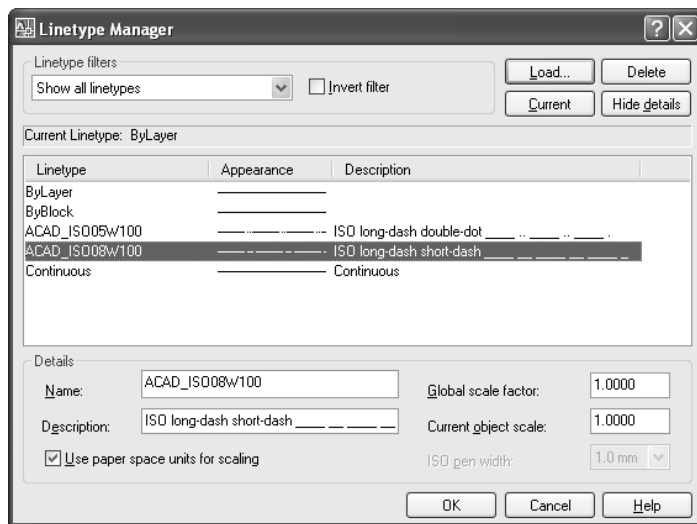 Linetype Manager
Linetype filters
Show all linetypes
Invert filter
Load...
Delete
Current
Hide details
Current Linetype: ByLayer
Linetype Appearance Description
ByLayer
ByBlock
ACAD_ISO05W100 ISO long-dash double-dot ____ .. ____ .. ____ .
ACAD_ISO08W100 ISO long-dash short-dash ____ __ ____ __ ____ _
Continuous Continuous
Details
Name: ACAD_ISO08W100
Global scale factor: 1.0000
Description: ISO long-dash short-dash ____ __ ____ __
Current object scale: 1.0000
Use paper space units for scaling
ISO pen width: 1.0 mm
OK Cancel Help